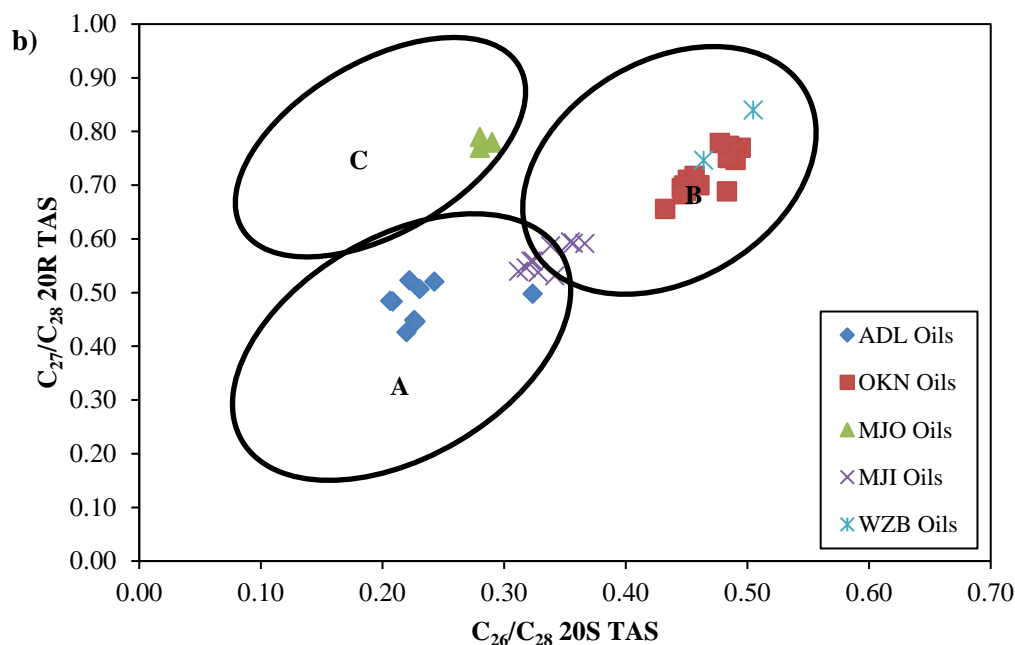 b)
1.00
0.90
0.80
0.70
0.60
0.50
0.40
0.30
0.20
0.10
0.00
C27/C28 20R TAS
C
B
A
ADL Oils
OKN Oils
MJO Oils
MJI Oils
WZB Oils
0.00 0.10 0.20 0.30 0.40 0.50 0.60 0.70
C26/C28 20S TAS